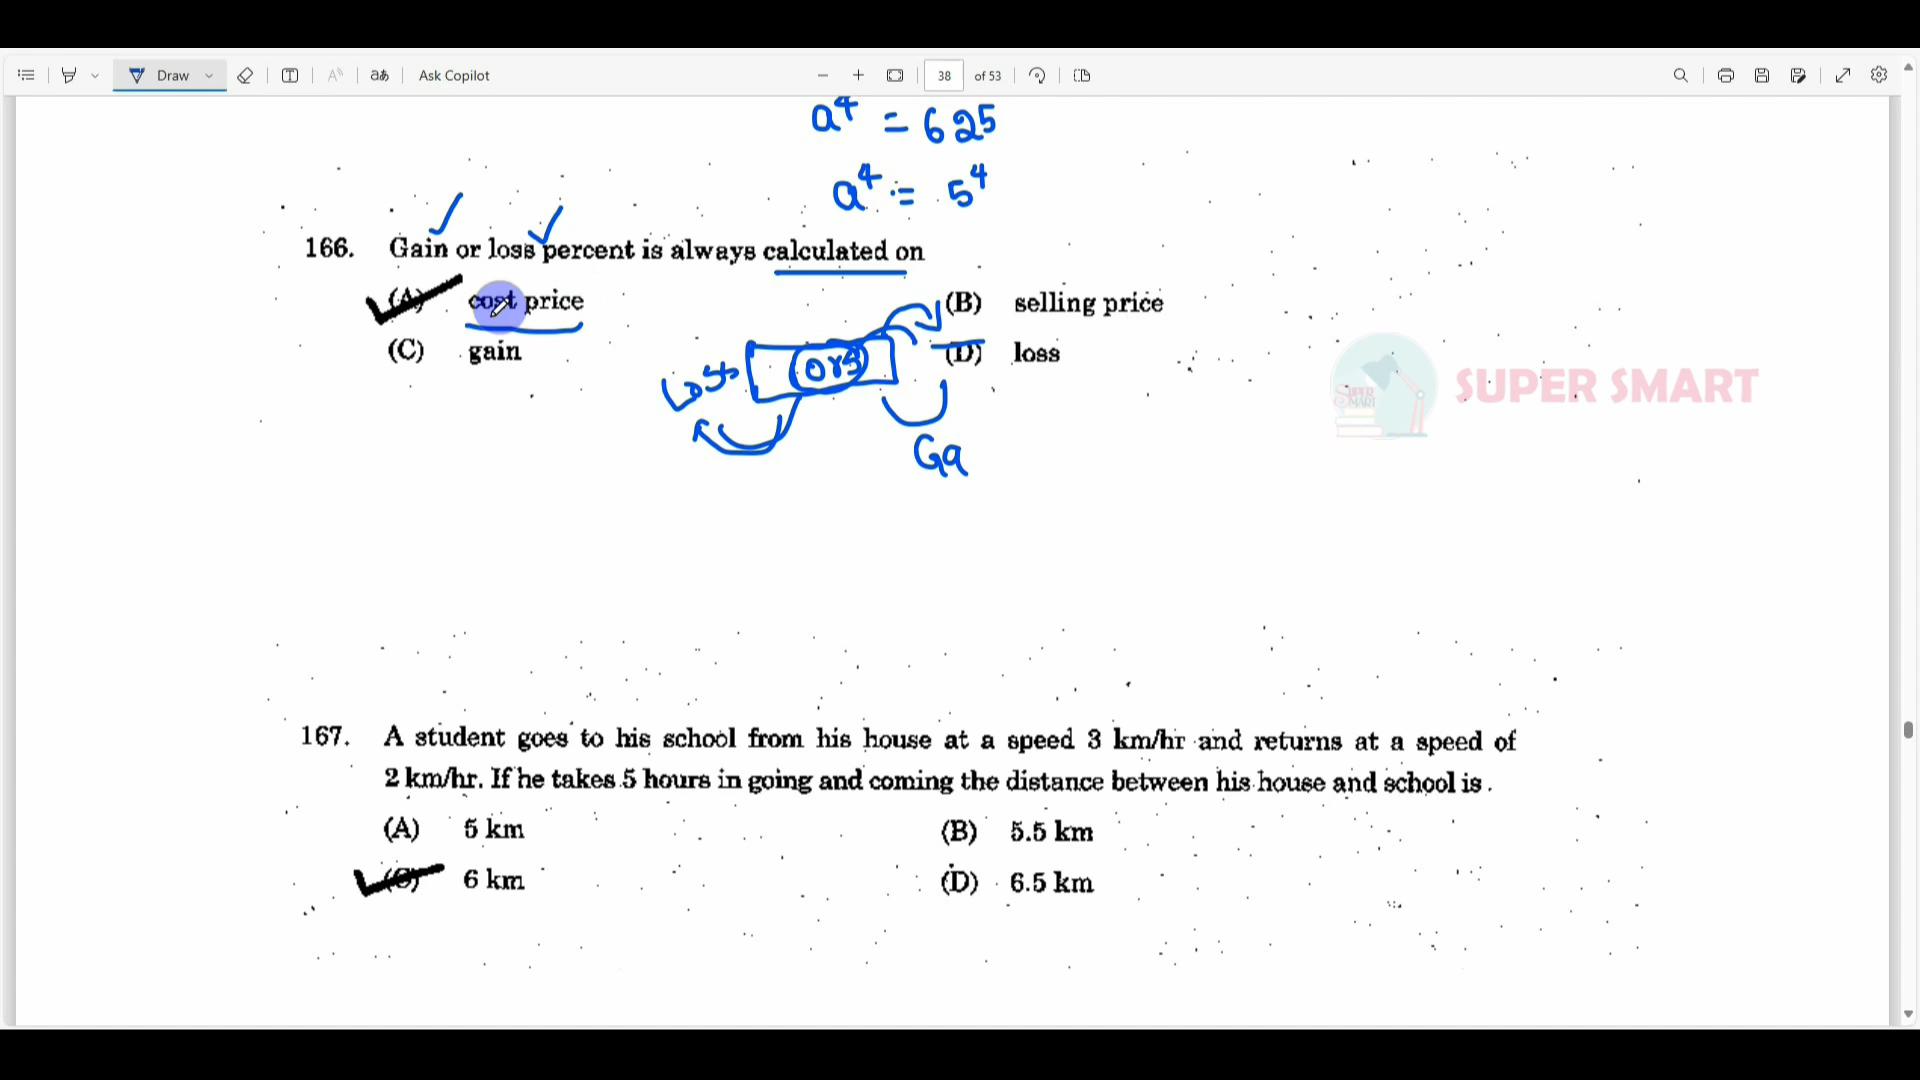 Draw
Ask Copilot
38 of 53
a⁴ = 625
a⁴ = 5⁴
166. Gain or loss percent is always calculated on
(A) cost price
(B) selling price
(C) gain
(D) loss
Loss
Ga
SUPER SMART
167. A student goes to his school from his house at a speed 3 km/hr and returns at a speed of
2 km/hr. If he takes 5 hours in going and coming the distance between his house and school is
(A) 5 km
(B) 5.5 km
(C) 6 km
(D) 6.5 km